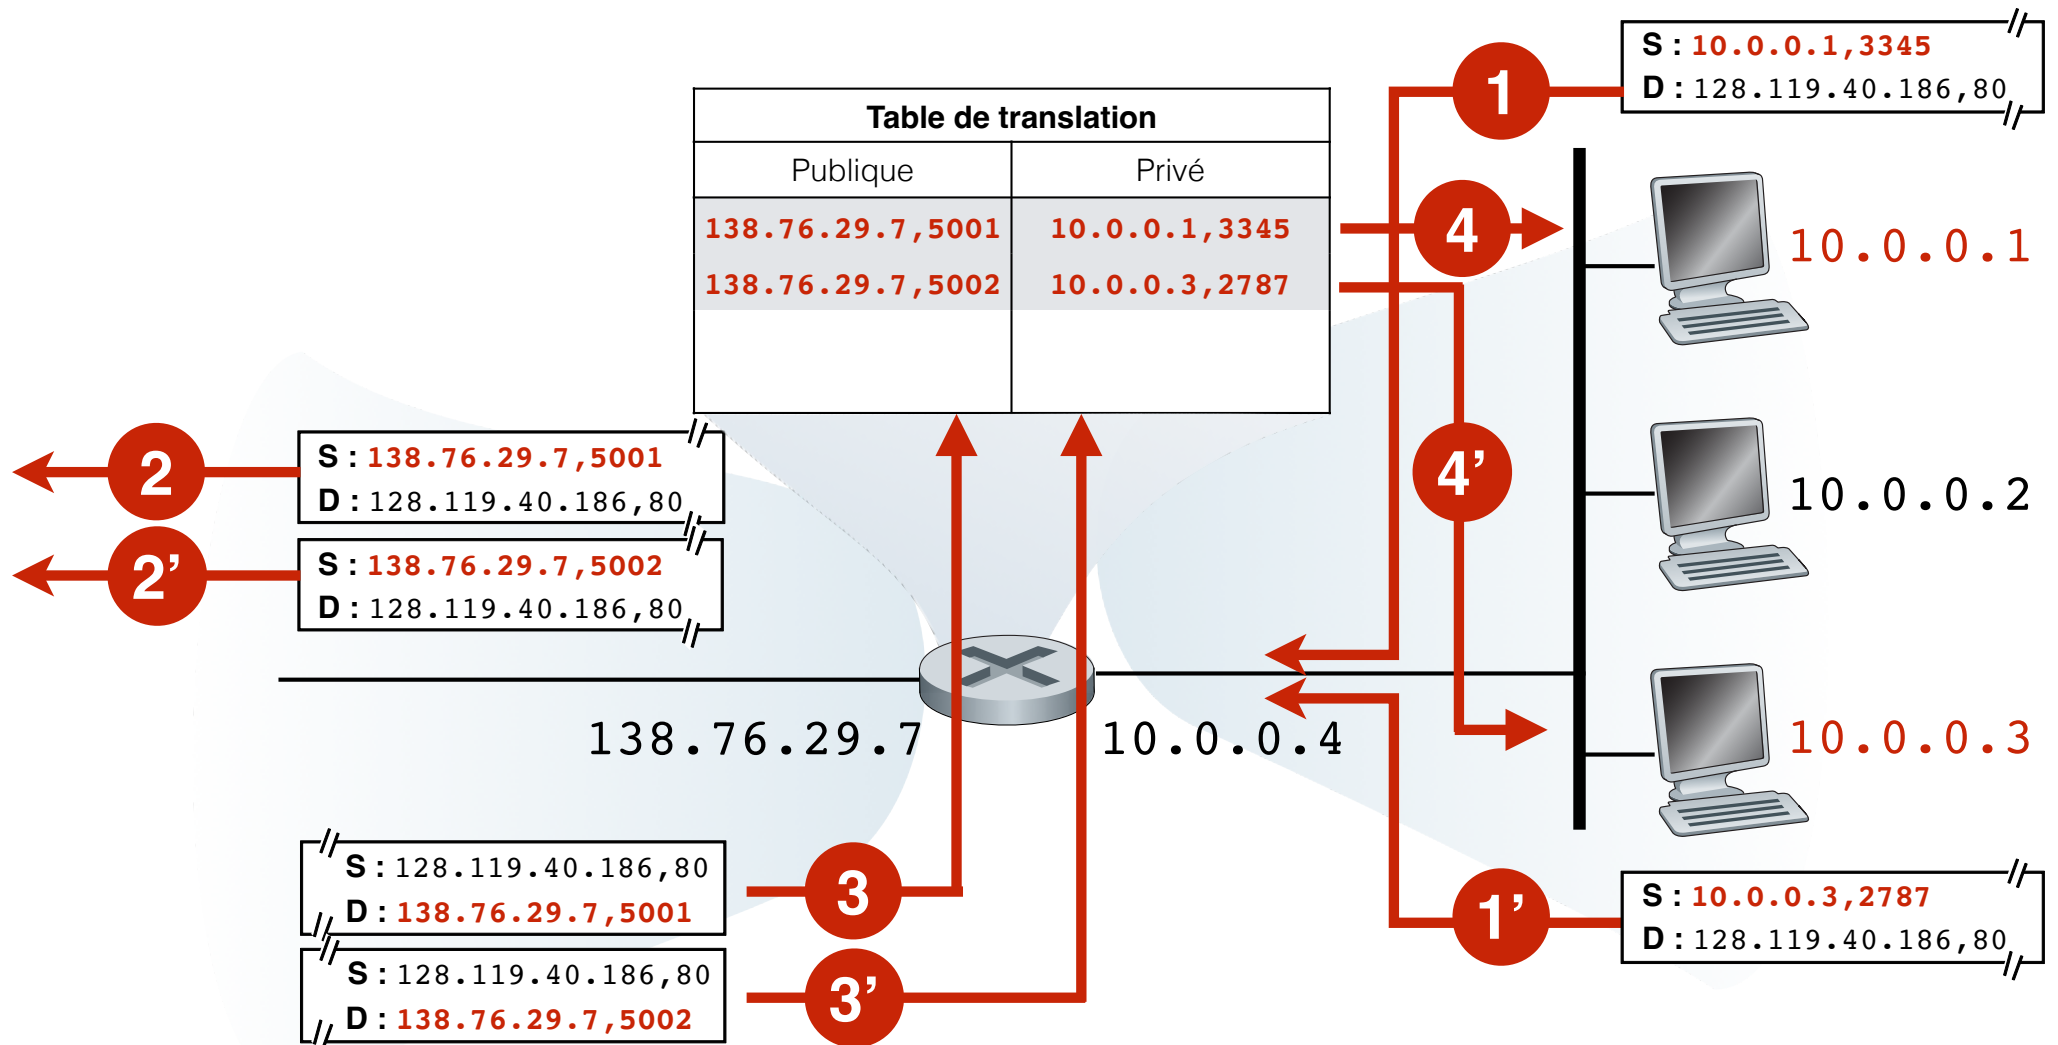 S : 10.0.0.1,3345
D : 128.119.40.186,80
1
Table de translation
Publique Privé
138.76.29.7,5001 10.0.0.1,3345
138.76.29.7,5002 10.0.0.3,2787
4
10.0.0.1
2
S : 138.76.29.7,5001
D : 128.119.40.186,80
4’
10.0.0.2
2’
S : 138.76.29.7,5002
D : 128.119.40.186,80
138.76.29.7 10.0.0.4
10.0.0.3
S : 128.119.40.186,80
D : 138.76.29.7,5001
3
1’
S : 10.0.0.3,2787
D : 128.119.40.186,80
S : 128.119.40.186,80
D : 138.76.29.7,5002
3’